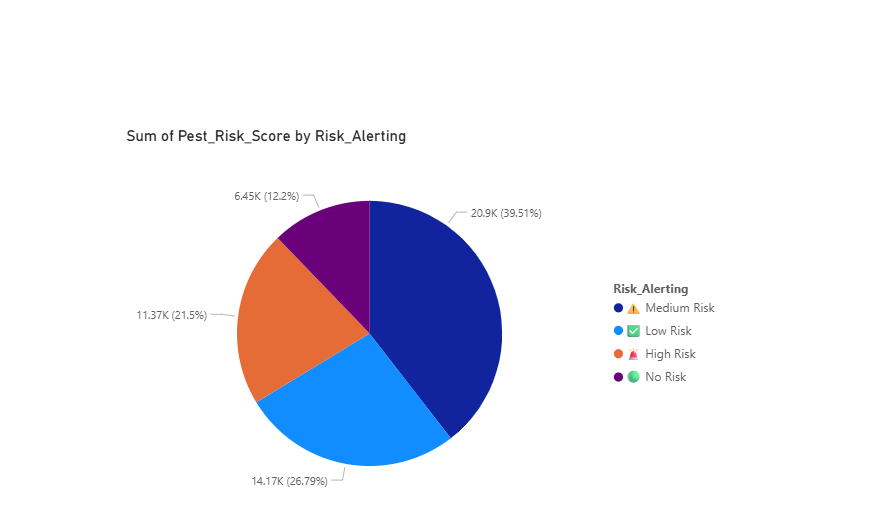 Sum of Pest_Risk_Score by Risk_Alerting
6.45K (12.2%)
20.9K (39.51%)
11.37K (21.5%)
14.17K (26.79%)
Risk_Alerting
⚠️ Medium Risk
✅ Low Risk
🚨 High Risk
🟢 No Risk